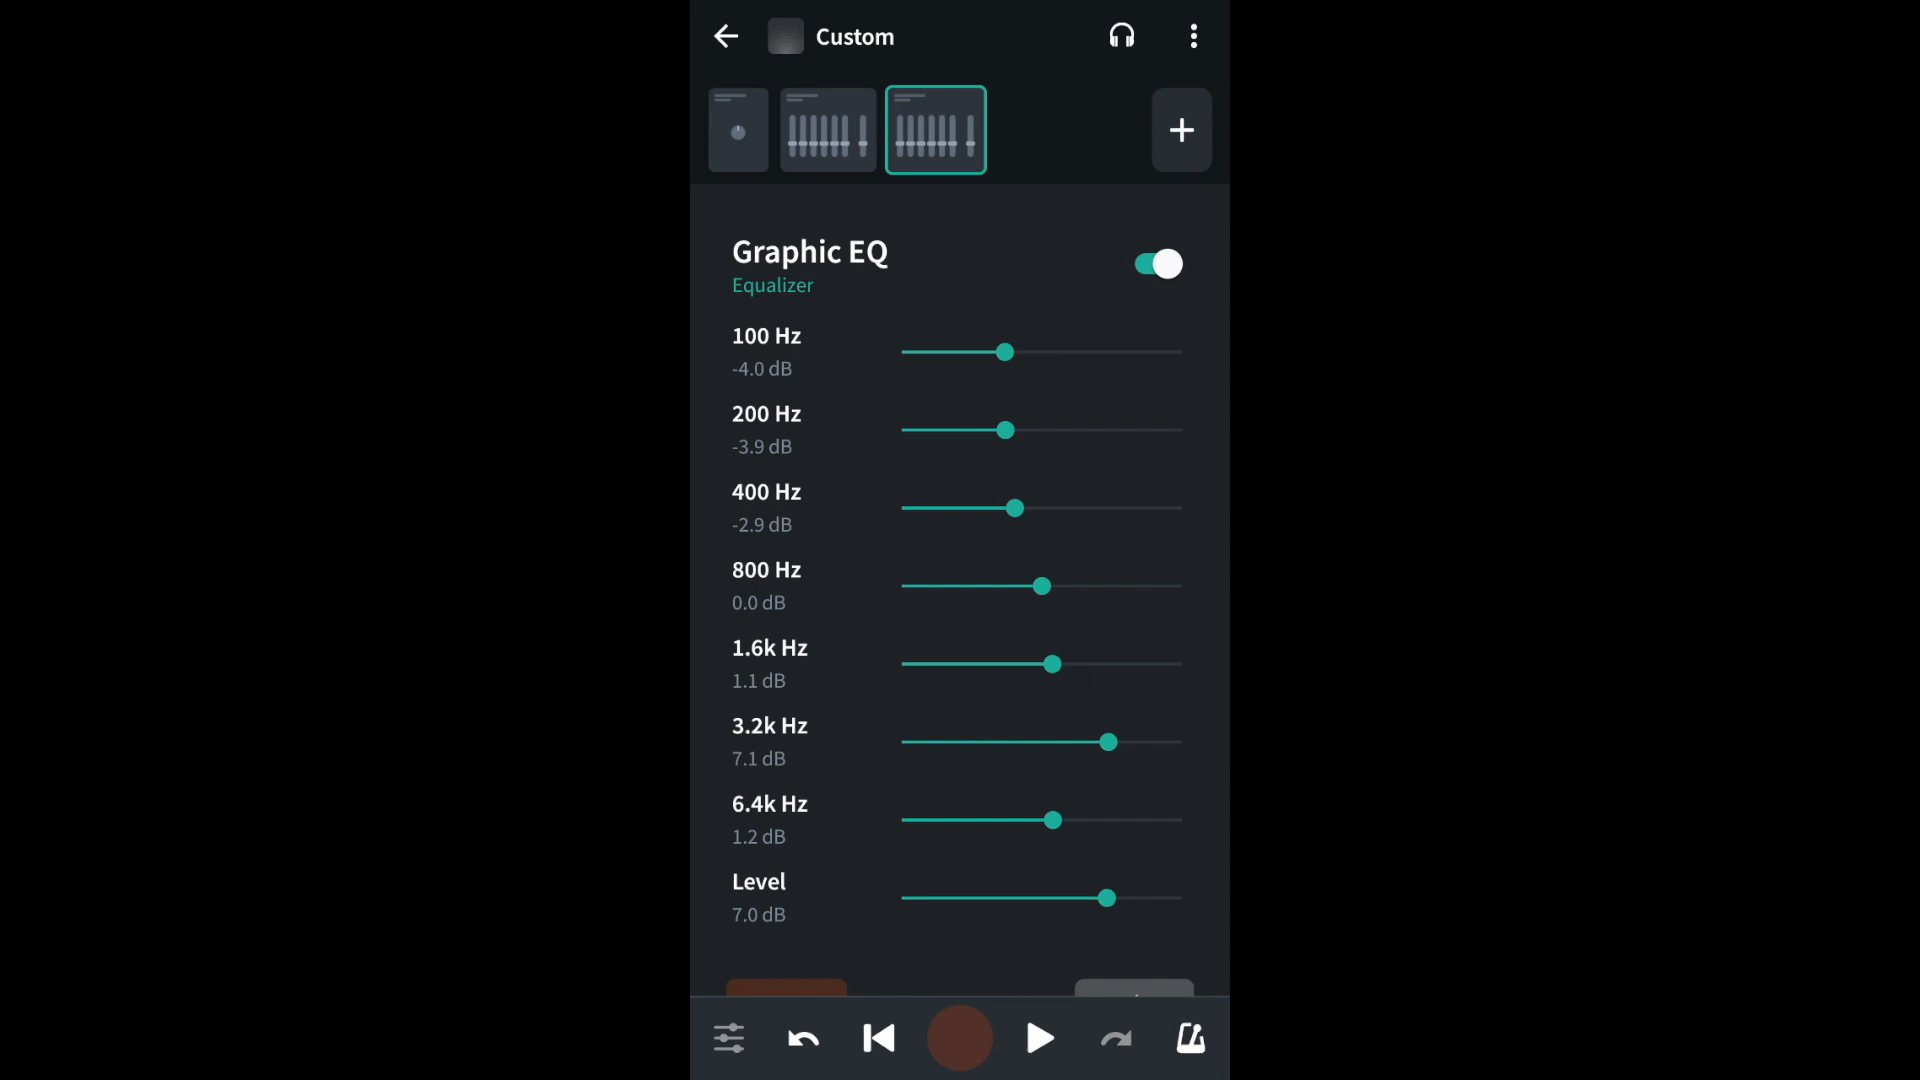 Custom
Graphic EQ
Equalizer
100 Hz
-4.0 dB
200 Hz
-3.9 dB
400 Hz
-2.9 dB
800 Hz
0.0 dB
1.6k Hz
1.1 dB
3.2k Hz
7.1 dB
6.4k Hz
1.2 dB
Level
7.0 dB